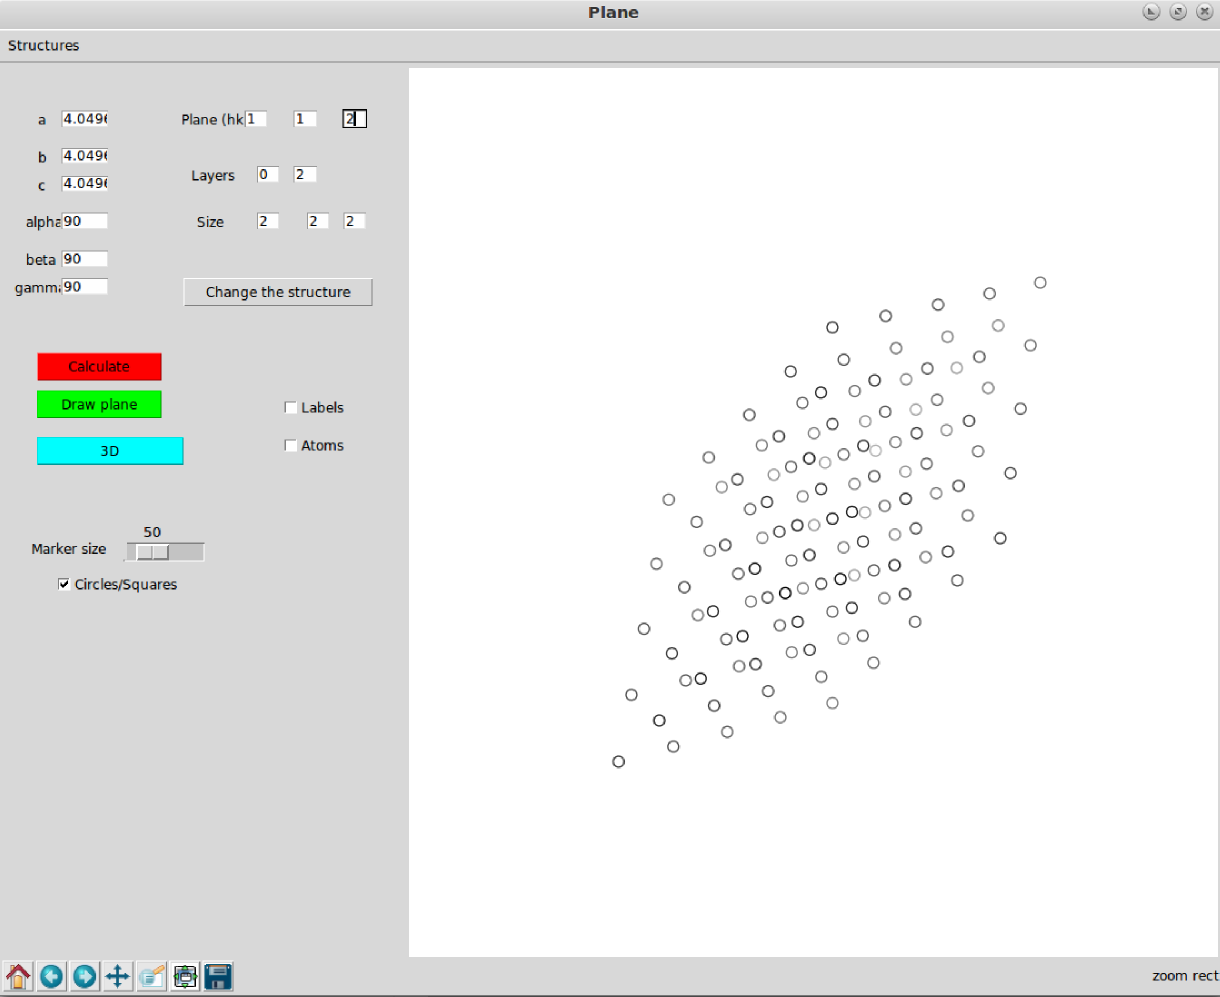 Plane
Structures
a 4.0496 Plane (hk 1 1 2
b 4.0496
c 4.0496
Layers 0 2
alpha 90 Size 2 2 2
beta 90
gamma 90
Change the structure
Calculate
Draw plane
Labels
3D
Atoms
50
Marker size
Circles/Squares
zoom rect